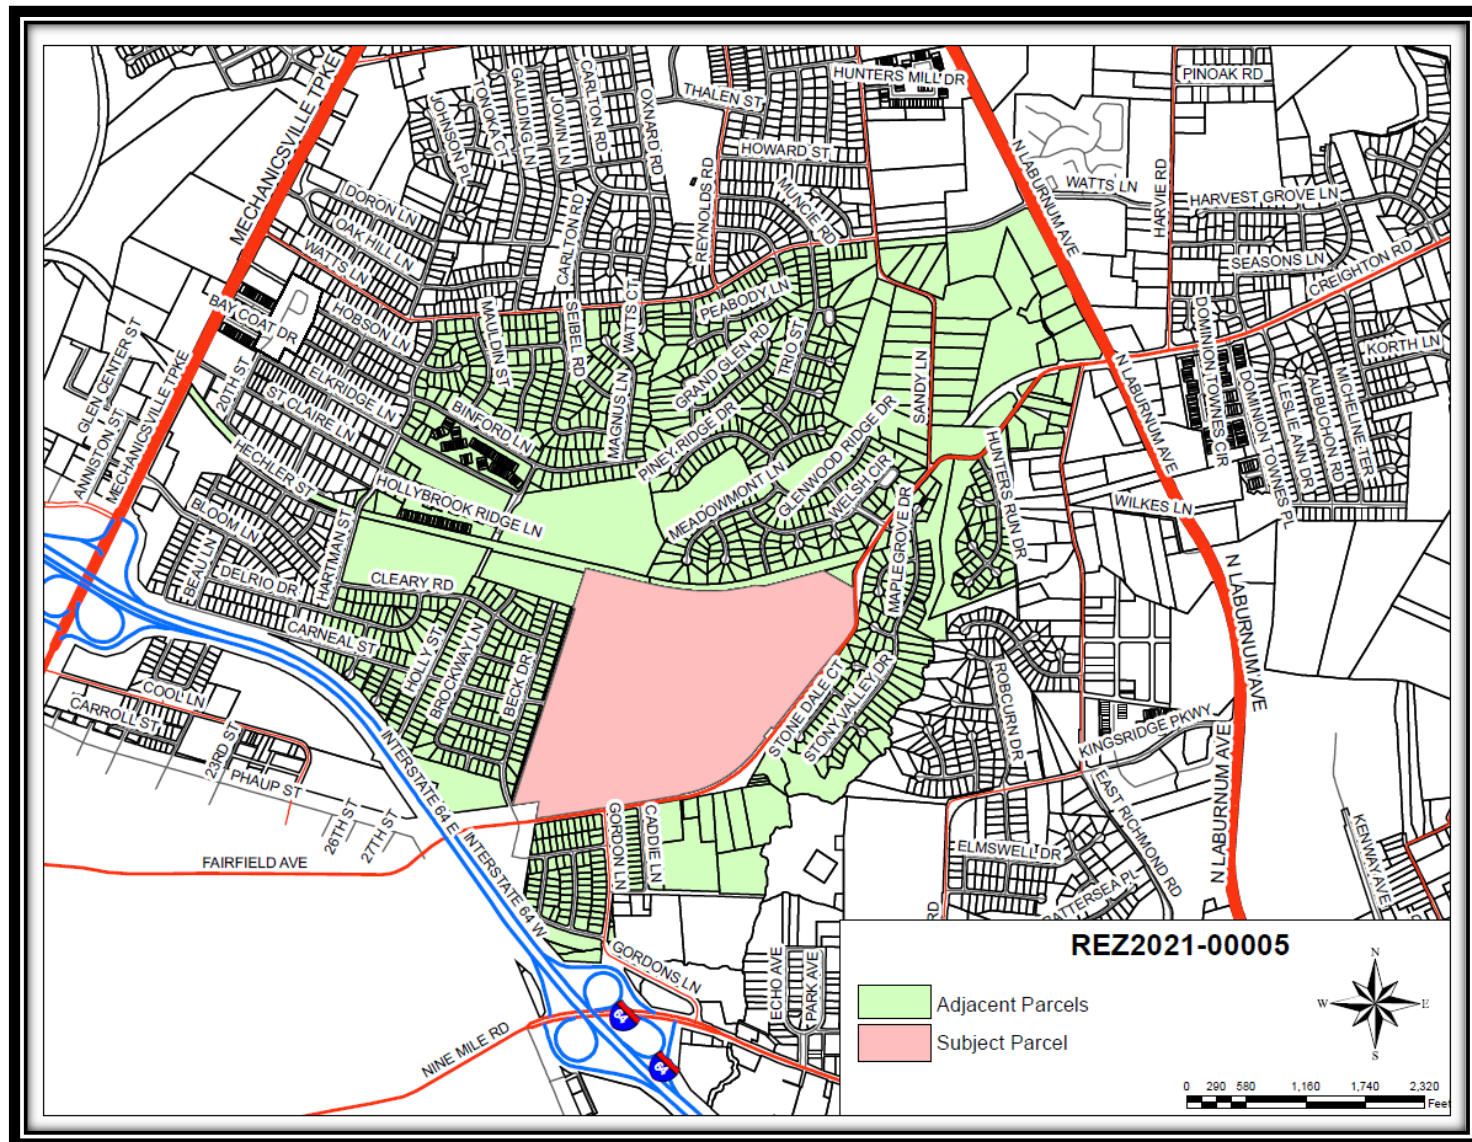 MECHANICSVILLE TPKE
JOHNSON PL
TONOKA CT
GAULDING LN
JOWIN LN
CARLTON RD
OXNARD RD
THALEN ST
HUNTERS MILL DR
PINOAK RD
HOWARD ST
MUNCIE RD
REYNOLDS RD
N LABURNUM AVE
WATTS LN
HARVIE RD
HARVEST GROVE LN
SEASONS LN
CREIGHTON RD
DORON LN
OAK HILL LN
WATTS LN
CARLTON RD
BAY COAT DR
HOBSON LN
MAULDIN ST
SEIBEL RD
WATTS CT
PEABODY LN
GRAND GLEN RD
TRIO ST
SANDY LN
DOMINION TOWNES CIR
KORTH LN
GLEN CENTER ST
MECHANICSVILLE TPKE
20TH ST
ELKRIDGE LN
ST CLAIRE LN
BINFORD LN
MAGNUS LN
PINEY RIDGE DR
N LABURNUM AVE
DOMINION TOWNES PL
LESLIE ANN DR
AUBUCHON RD
MICHELINE TER
ANNISTON ST
HECHLER ST
HOLLYBROOK RIDGE LN
MEADOWMONT LN
GLENWOOD RIDGE DR
WELSH CIR
HUNTERS RUN DR
WILKES LN
BLOOM LN
BEAU LN
DELRIO DR
HARTMAN ST
CLEARY RD
MAPLEGROVE DR
N LABURNUM AVE
CARNEAL ST
HOLLY ST
BROCKWAY LN
BECK DR
STONE DALE CT
STONY VALLEY DR
ROBCURN DR
KINGSRIDGE PKWY
N LABURNUM AVE
COOL LN
CARROLL ST
23RD ST
PHAUP ST
26TH ST
27TH ST
INTERSTATE 64 E
INTERSTATE 64 W
GORDON LN
CADDIE LN
EAST RICHMOND RD
KENWAY AVE
FAIRFIELD AVE
ELMSWELL DR
BATTERSEA PL
RD
GORDONS LN
ECHO AVE
PARK AVE
NINE MILE RD
64
64
REZ2021-00005
Adjacent Parcels
Subject Parcel
N
W
E
S
0 290 580 1,160 1,740 2,320
Feet